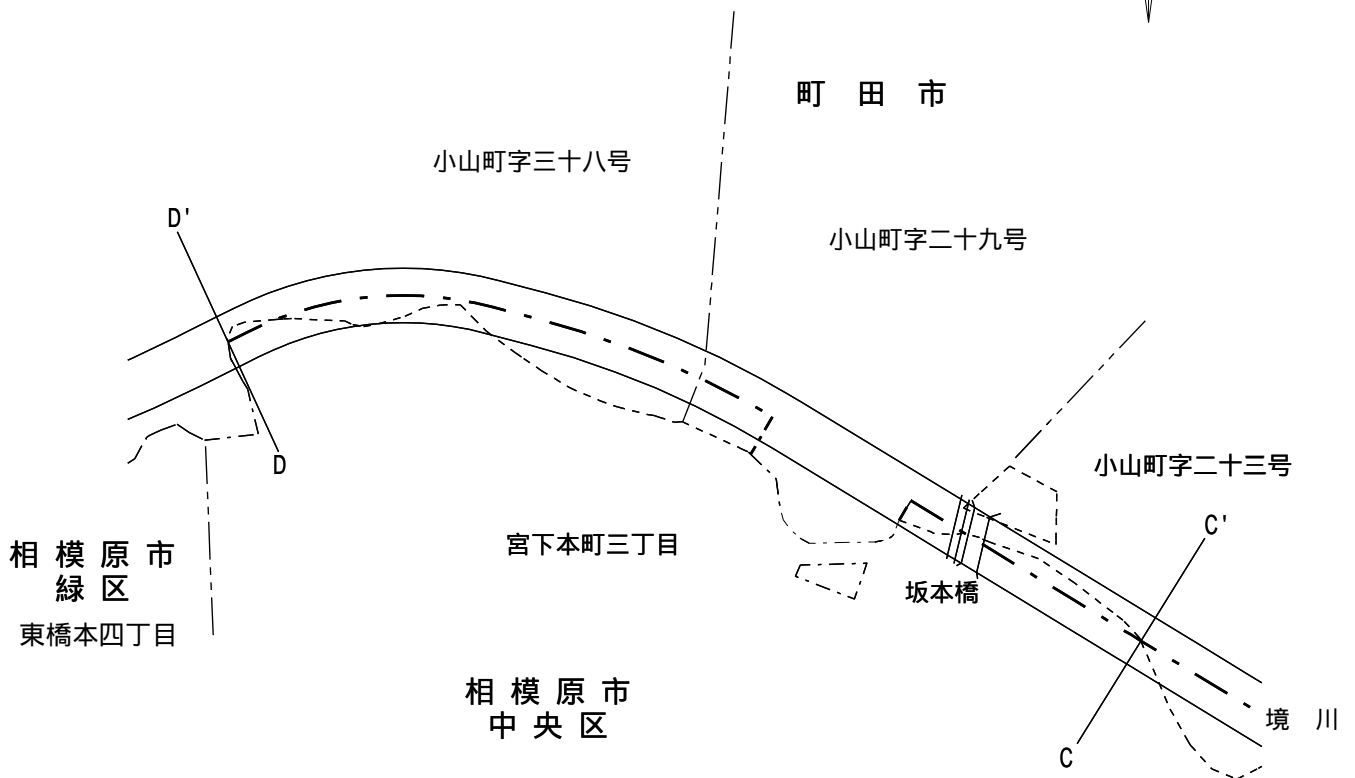 町 田 市
小山町字三十八号
D'
小山町字二十九号
小山町字二十三号
D
C'
宮下本町三丁目
相 模 原 市
緑 区
坂本橋
東橋本四丁目
相 模 原 市
中 央 区
境 川
C